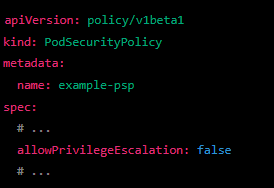 apiVersion: policy/v1beta1
kind: PodSecurityPolicy
metadata:
  name: example-psp
spec:
  # ...
  allowPrivilegeEscalation: false
  # ...